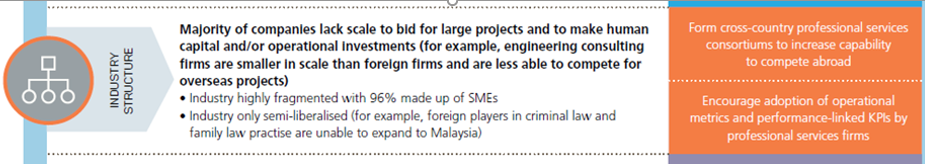 INDUSTRY
STRUCTURE
Majority of companies lack scale to bid for large projects and to make human
capital and/or operational investments (for example, engineering consulting
firms are smaller in scale than foreign firms and are less able to compete for
overseas projects)
• Industry highly fragmented with 96% made up of SMEs
• Industry only semi-liberalised (for example, foreign players in criminal law and
family law practise are unable to expand to Malaysia)
Form cross-country professional services
consortiums to increase capability
to compete abroad
Encourage adoption of operational
metrics and performance-linked KPIs by
professional services firms